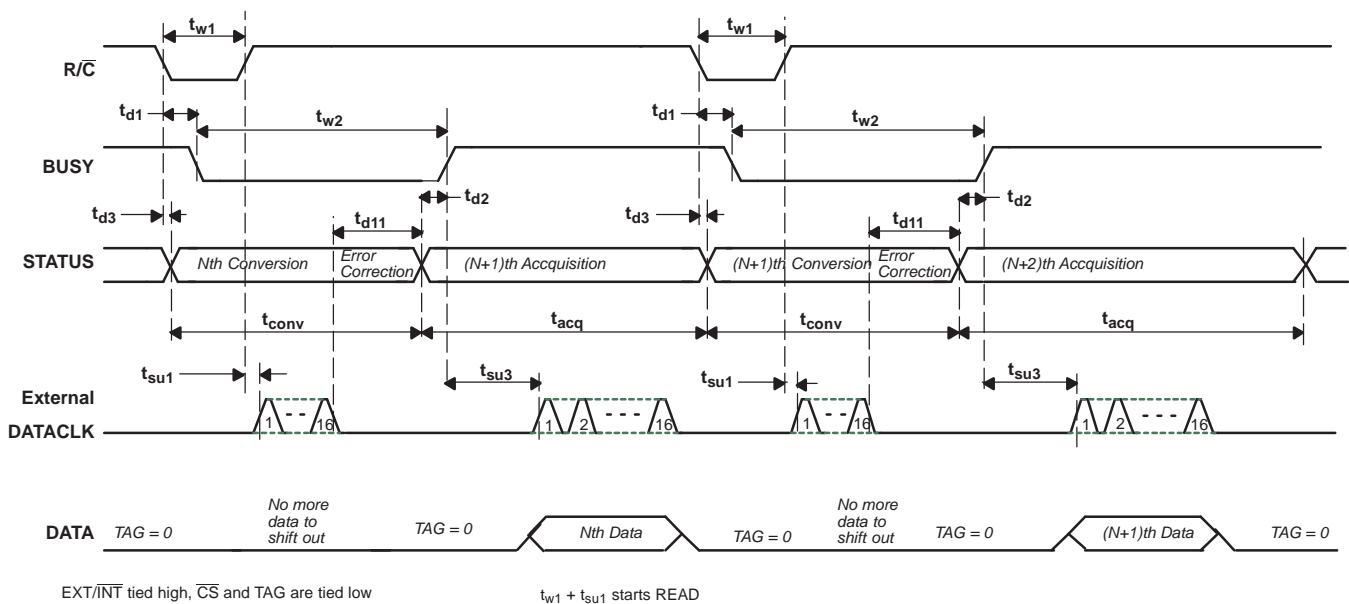 tw1 tw1
R/C̅
td1 tw2 td1 tw2
BUSY
td2 td2
td3 td11 td3 td11
STATUS Nth Conversion Error Correction (N+1)th Accquisition (N+1)th Conversion Error Correction (N+2)th Accquisition
tconv tacq tconv tacq
tsu1 tsu3 tsu1 tsu3
External
DATACLK 1 - - 16 1 2 - - - 16 1 - - 16 1 2 - - - 16
DATA TAG = 0 No more data to shift out TAG = 0 Nth Data TAG = 0 No more data to shift out TAG = 0 (N+1)th Data TAG = 0
EXT/I̅N̅T̅ tied high, C̅S̅ and TAG are tied low tw1 + tsu1 starts READ